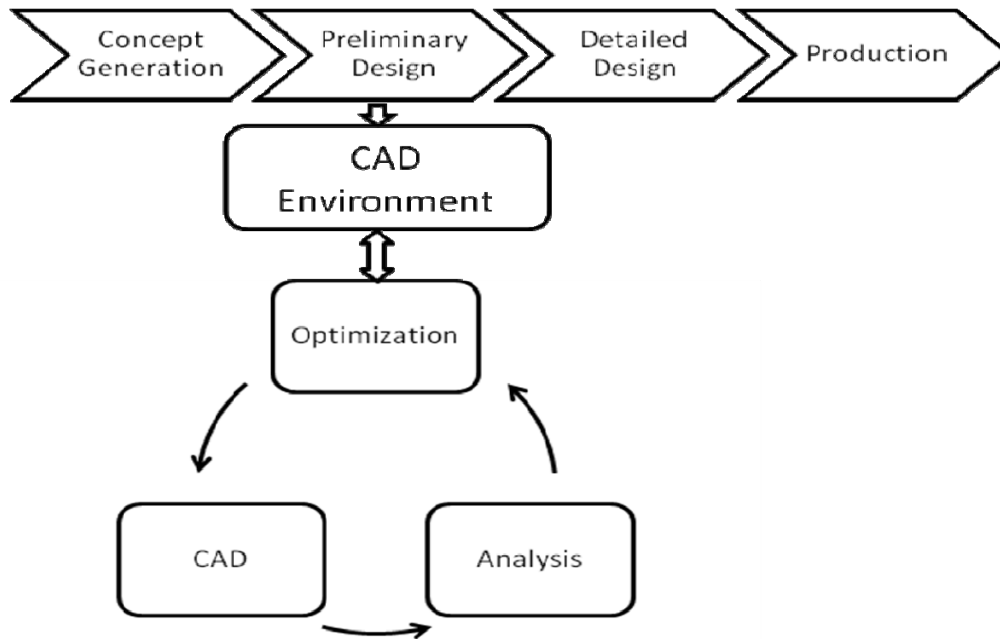 Concept
Generation
Preliminary
Design
Detailed
Design
Production
CAD
Environment
Optimization
CAD
Analysis